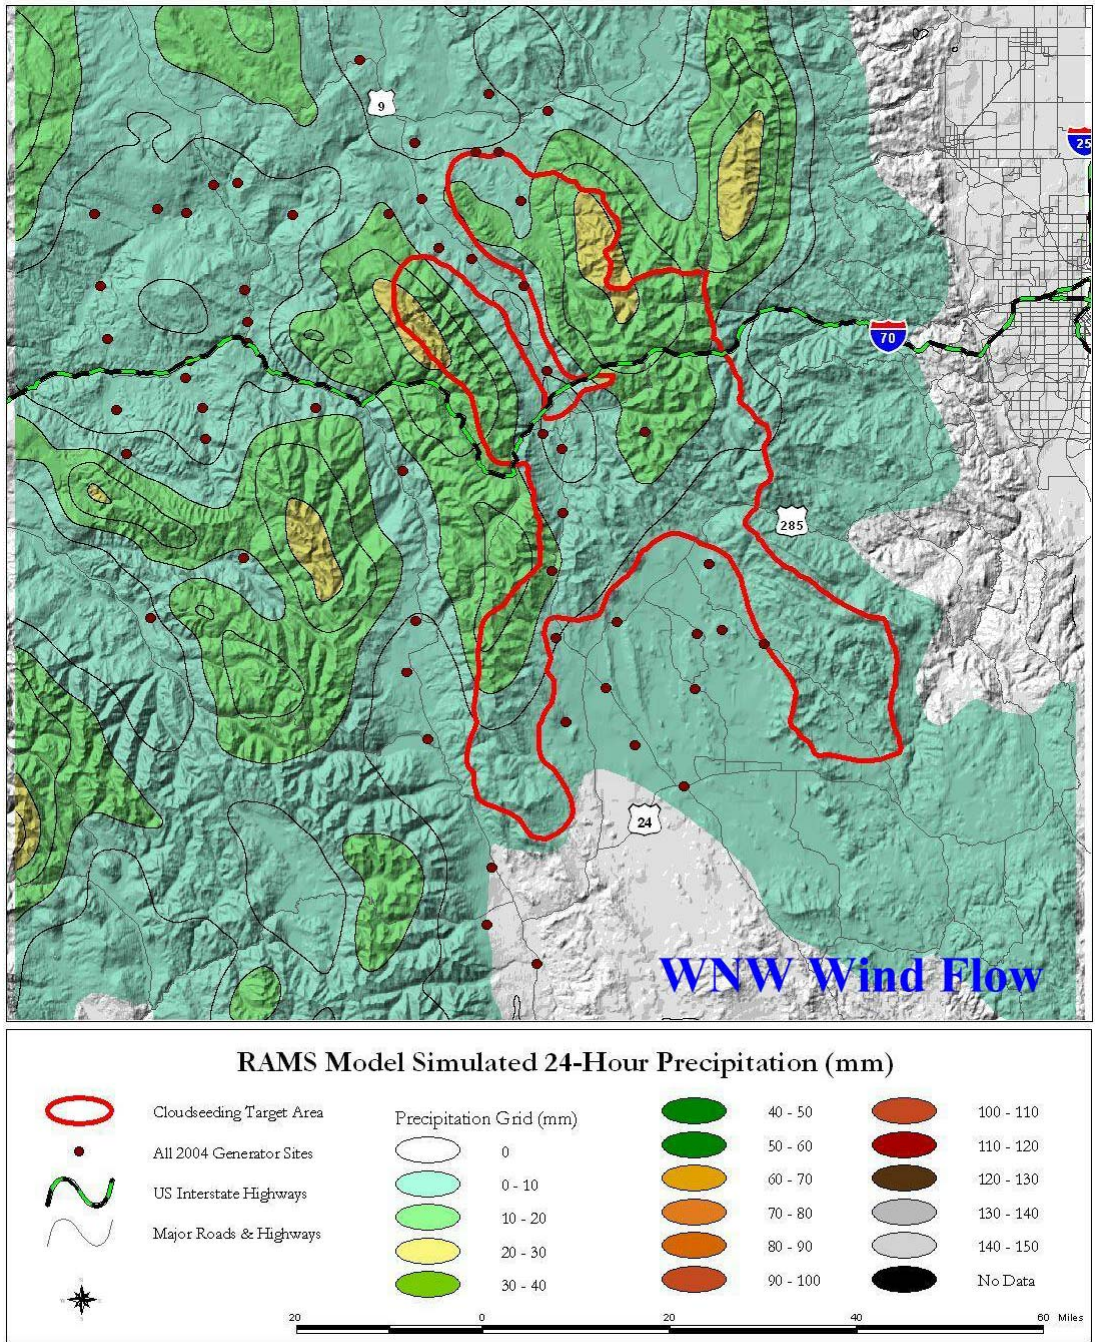 9
25
70
285
24
WNW Wind Flow
RAMS Model Simulated 24-Hour Precipitation (mm)
Cloudseeding Target Area
All 2004 Generator Sites
US Interstate Highways
Major Roads & Highways
Precipitation Grid (mm)
0
0 - 10
10 - 20
20 - 30
30 - 40
40 - 50
50 - 60
60 - 70
70 - 80
80 - 90
90 - 100
100 - 110
110 - 120
120 - 130
130 - 140
140 - 150
No Data
20 0 20 40 60 Miles